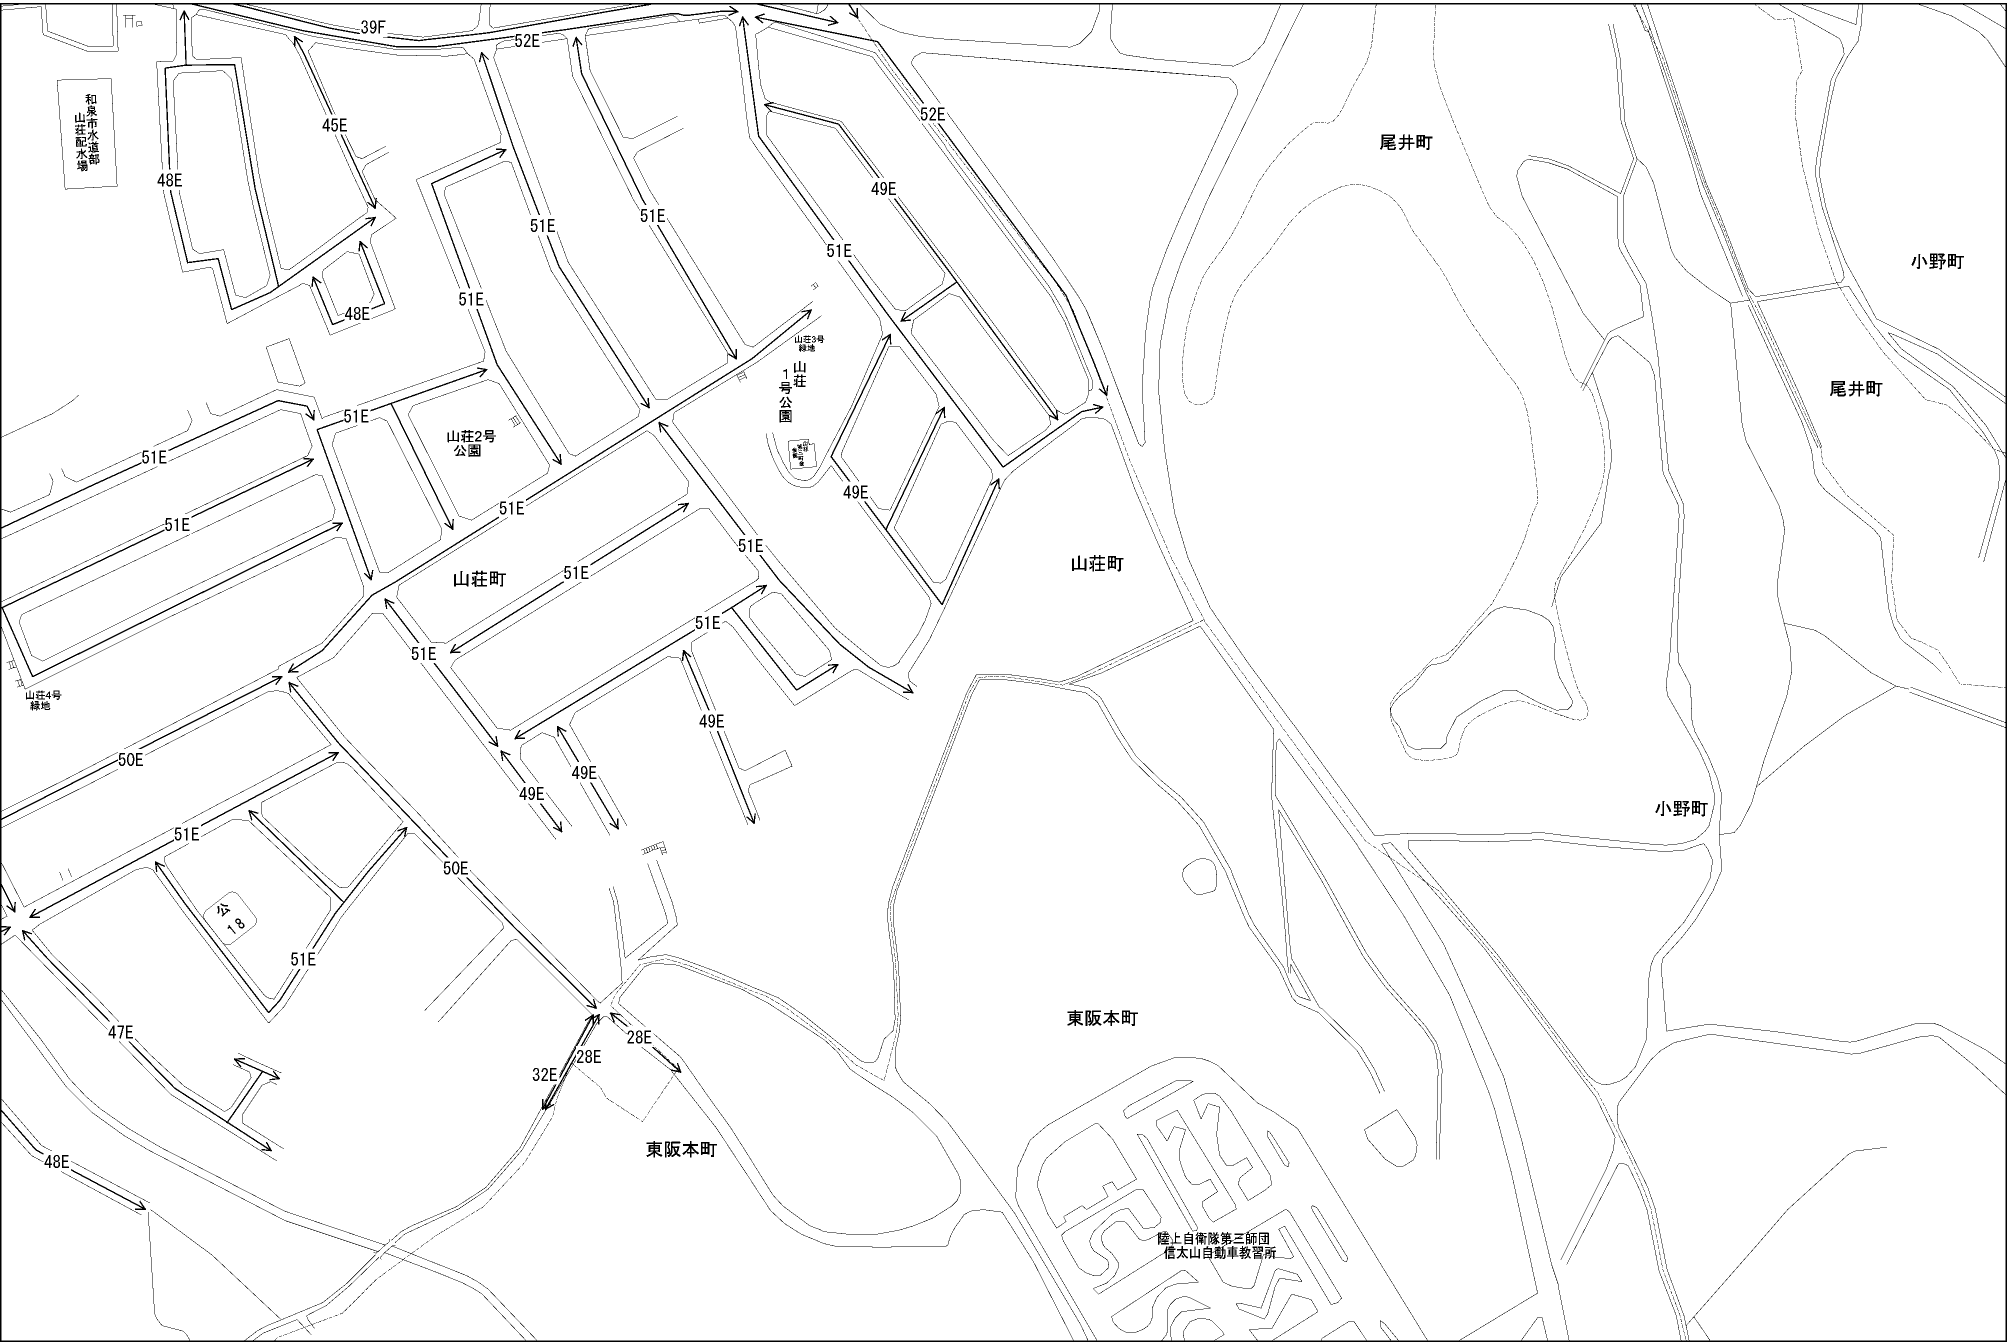 39F
52E
和泉市水道部
山荘配水場
45E
52E
尾井町
48E
49E
51E
51E
51E
小野町
51E
48E
山荘3号
緑地
山荘
1号公園
尾井町
51E
山荘2号
公園
51E
49E
51E
51E
51E
山荘町
51E
山荘町
51E
51E
51E
山荘4号
緑地
49E
50E
49E
49E
小野町
51E
50E
公
18
51E
東阪本町
47E
28E
28E
32E
東阪本町
48E
陸上自衛隊第三師団
信太山自動車教習所